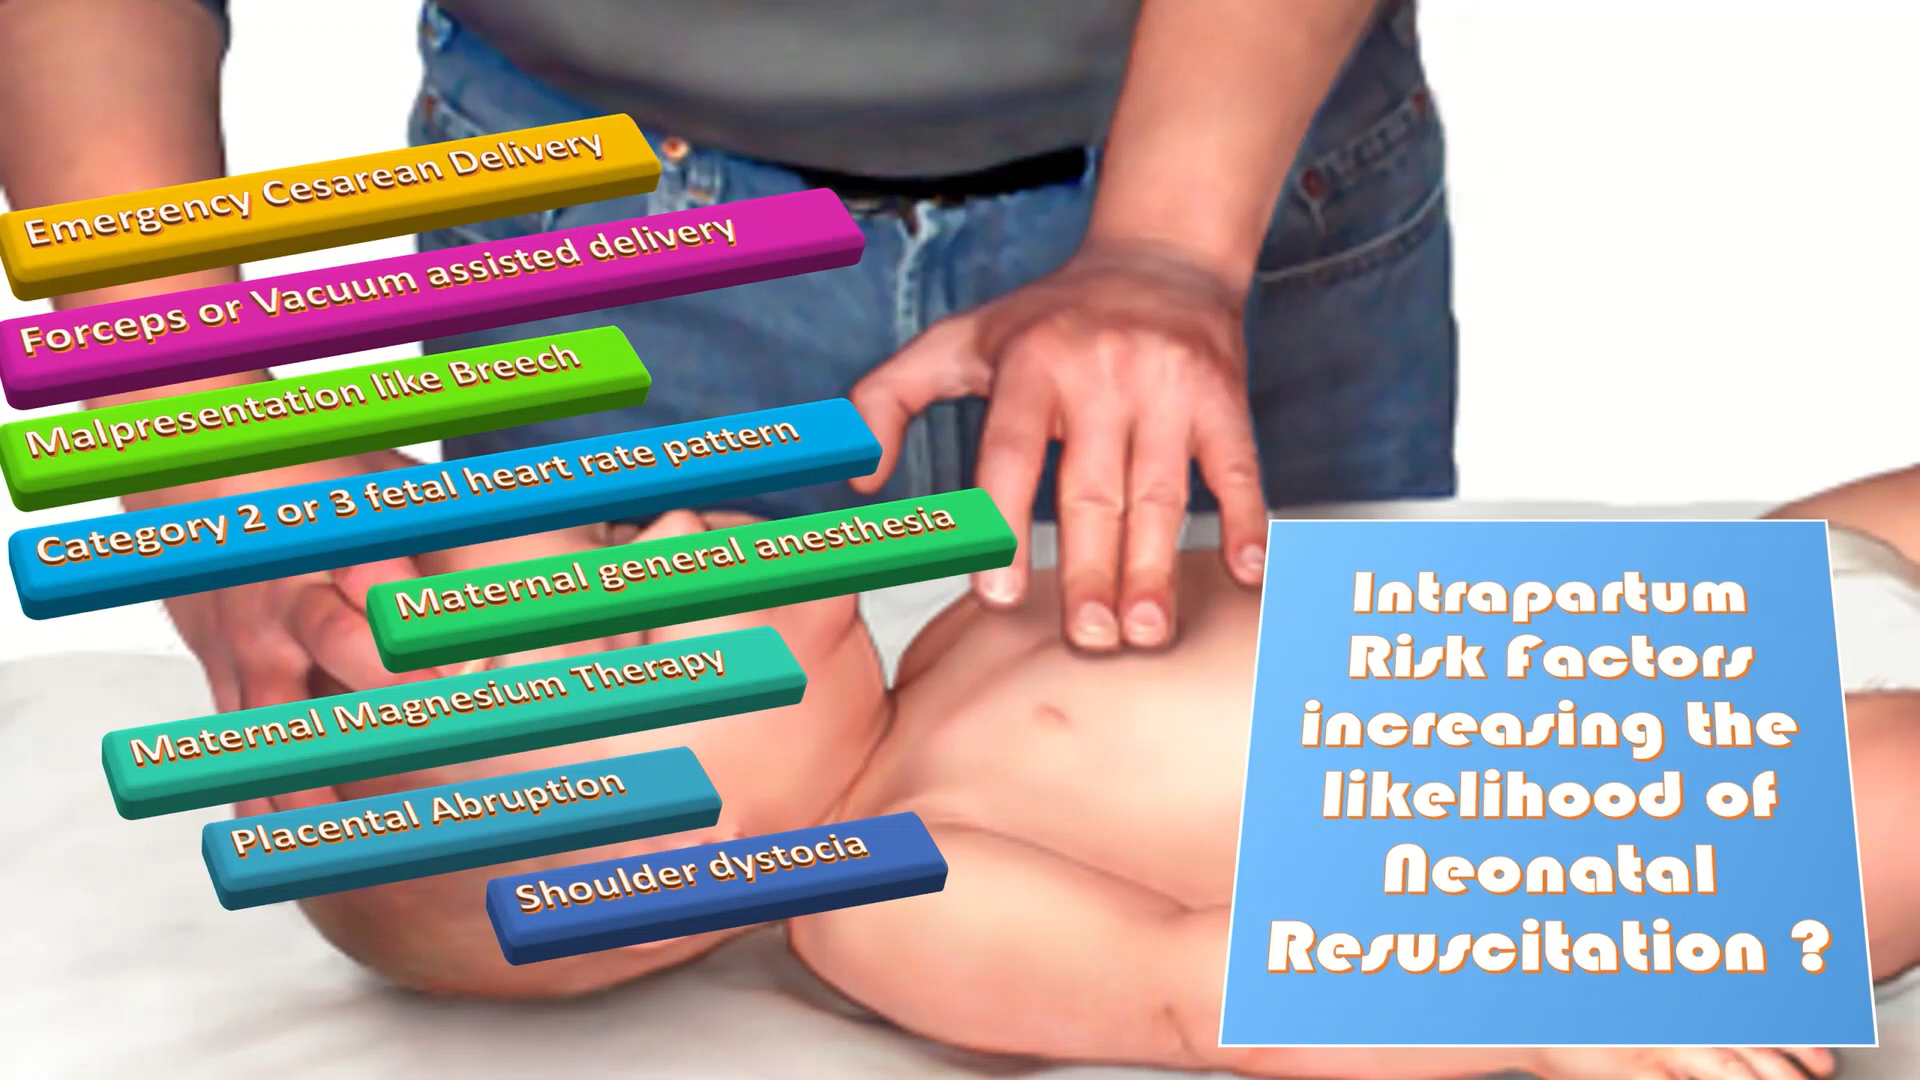 Emergency Cesarean Delivery
Forceps or Vacuum assisted delivery
Malpresentation like Breech
Category 2 or 3 fetal heart rate pattern
Maternal general anesthesia
Maternal Magnesium Therapy
Placental Abruption
Shoulder dystocia
Intrapartum
Risk Factors
increasing the
likelihood of
Neonatal
Resuscitation ?